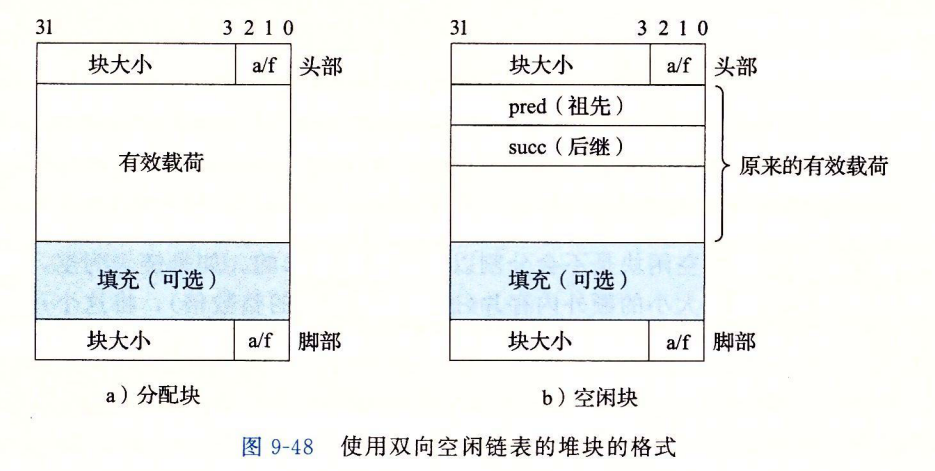 31 3 2 1 0
块大小 a/f 头部
有效载荷
填充（可选）
块大小 a/f 脚部
a）分配块
31 3 2 1 0
块大小 a/f 头部
pred（祖先）
succ（后继）
原来的有效载荷
填充（可选）
块大小 a/f 脚部
b）空闲块
图 9-48 使用双向空闲链表的堆块的格式